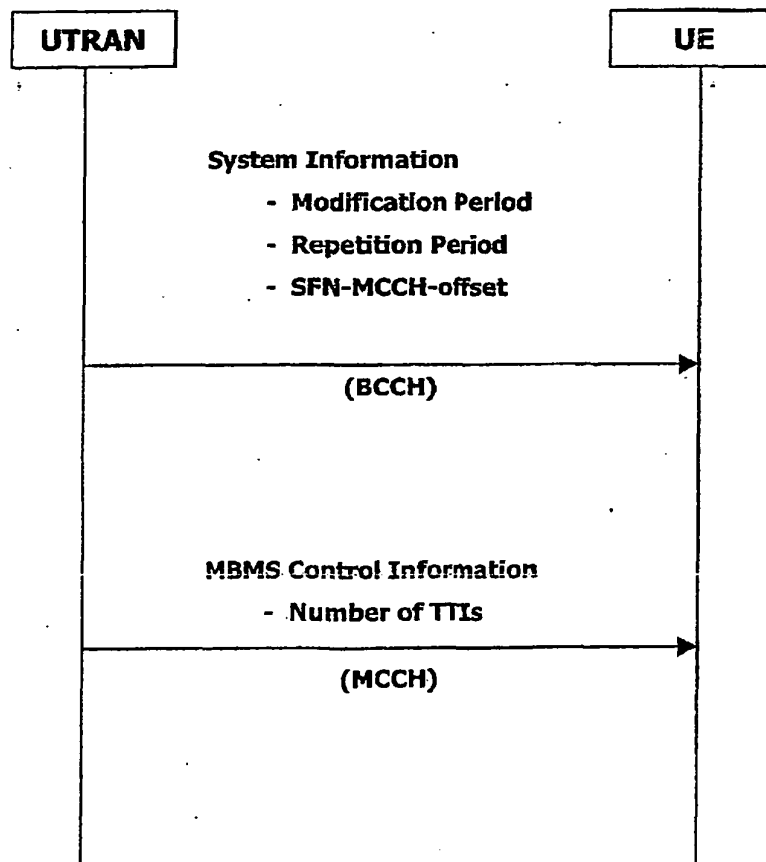 UTRAN
UE
System Information
- Modification Period
- Repetition Period
- SFN-MCCH-offset
(BCCH)
MBMS Control Information
- Number of TTIs
(MCCH)